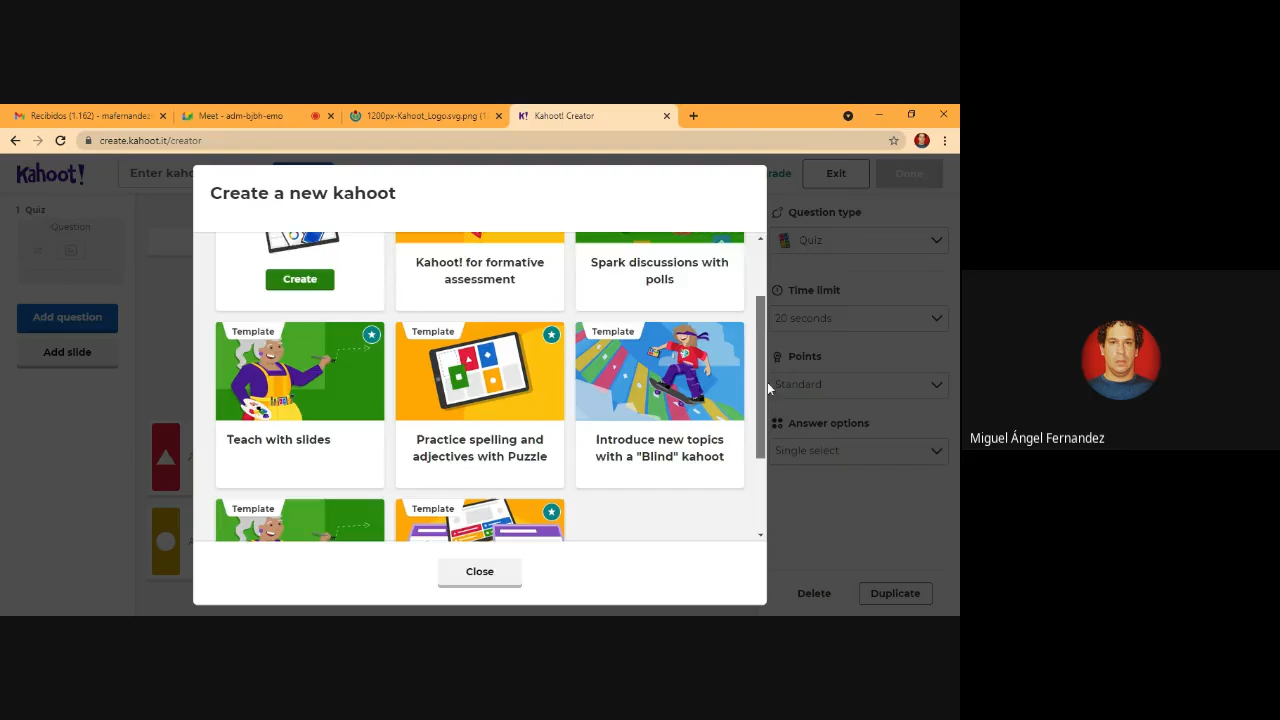 Recibidos (1.162) - mafernandez
Meet - adm-bjbh-emo
1200px-Kahoot_Logo.svg.png (1
K! Kahoot! Creator
create.kahoot.it/creator
Kahoot!
Enter kaho
rade
Exit
Done
Create a new kahoot
1 Quiz
Question
Add question
Add slide
Create
Kahoot! for formative
assessment
Spark discussions with
polls
Template
Template
Template
Teach with slides
Practice spelling and
adjectives with Puzzle
Introduce new topics
with a "Blind" kahoot
Template
Template
Close
Question type
Quiz
Time limit
20 seconds
Points
Standard
Answer options
Single select
Delete
Duplicate
Miguel Ángel Fernandez